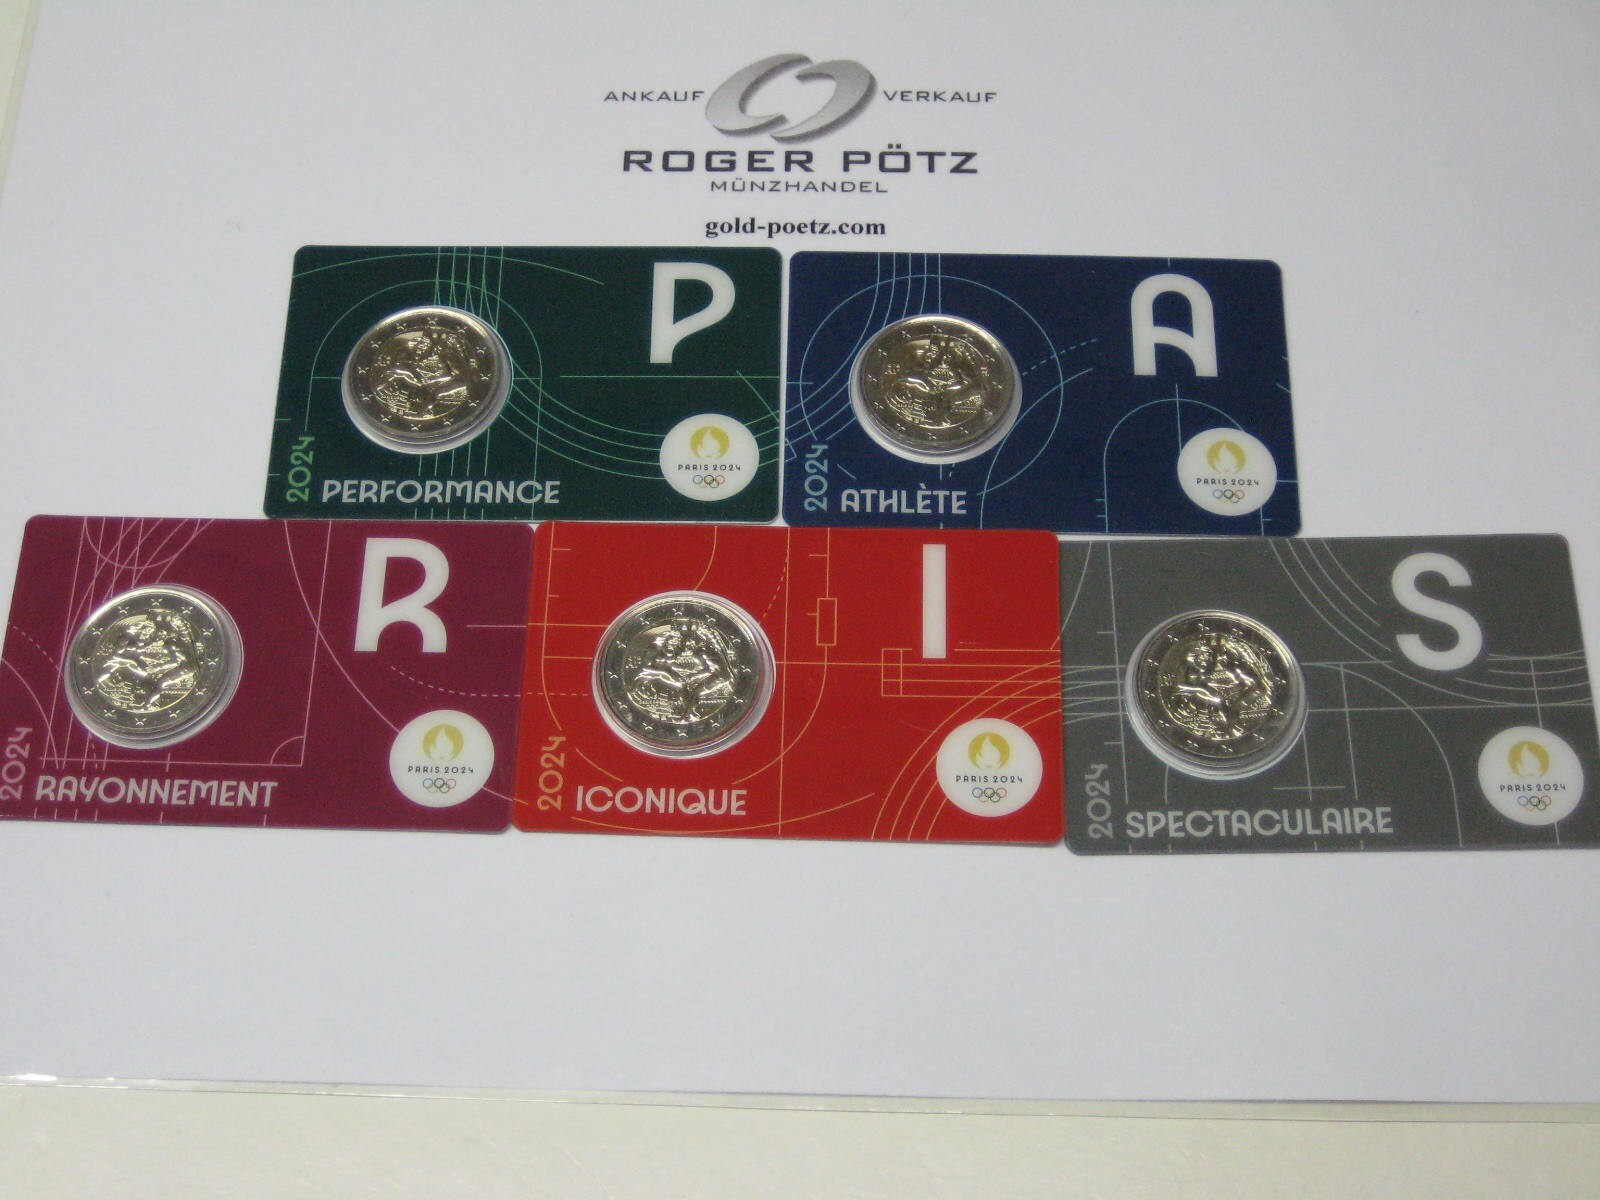 ANKAUF VERKAUF
ROGER PÖTZ
MÜNZHANDEL
gold-poetz.com
P
PARIS 2024
2024 PERFORMANCE
A
PARIS 2024
2024 ATHLÈTE
R
PARIS 2024
2024 RAYONNEMENT
I
PARIS 2024
2024 ICONIQUE
S
PARIS 2024
2024 SPECTACULAIRE